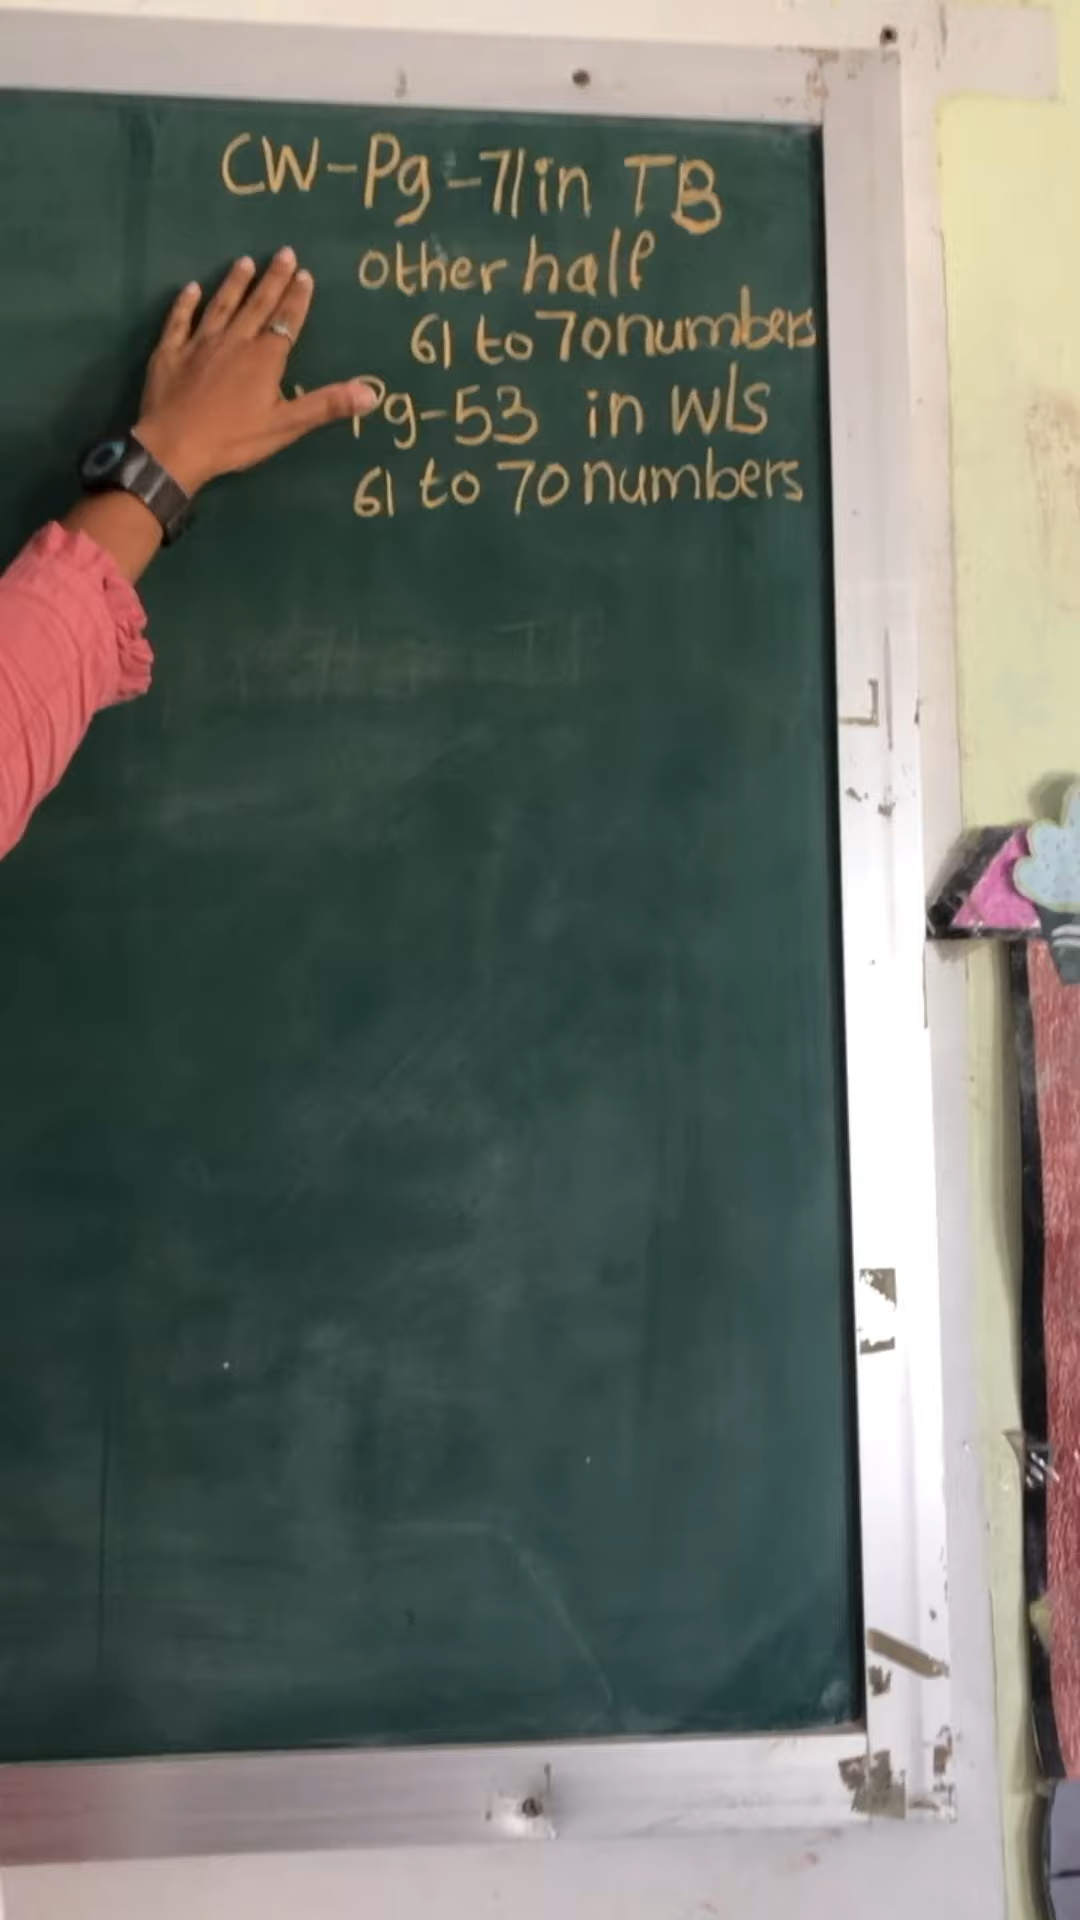 CW-Pg-71 in TB
other half
61 to 70 numbers
Pg-53 in WLS
61 to 70 numbers